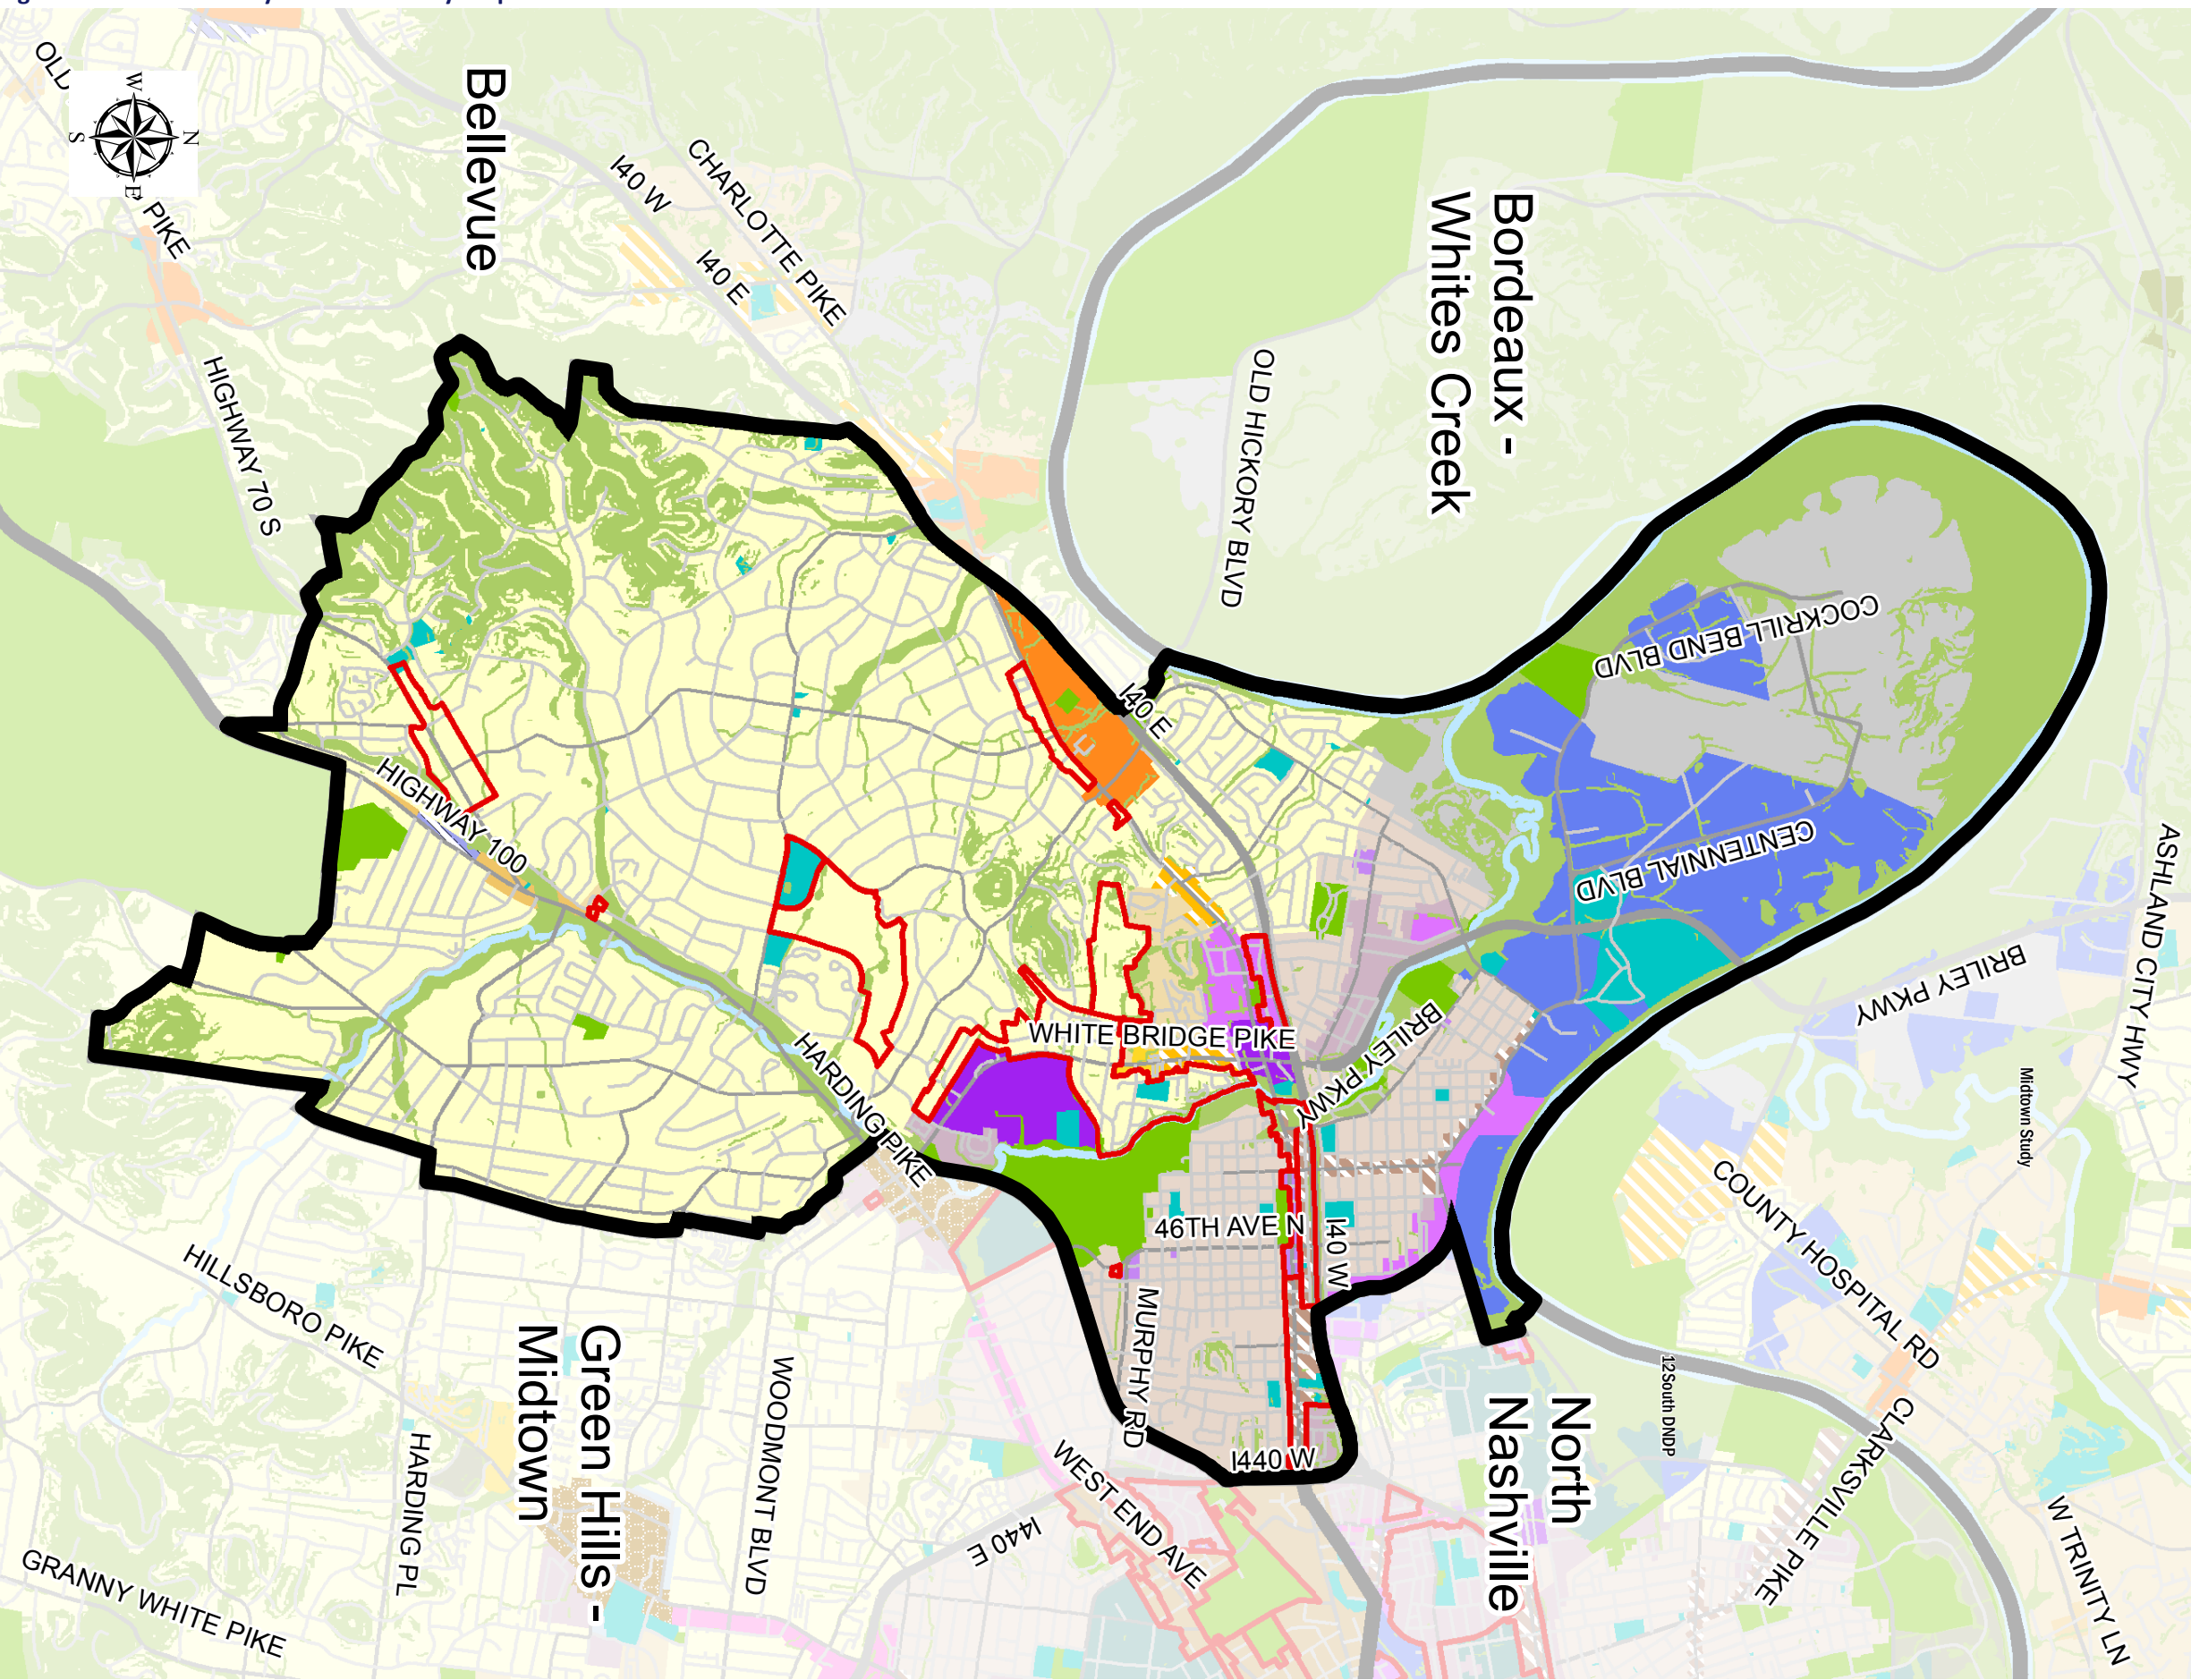 OLD
PIKE
W
N
S
E
Bellevue
I40 W
CHARLOTTE PIKE
I40 E
HIGHWAY 70 S
Bordeaux -
Whites Creek
OLD HICKORY BLVD
I40 E
COCKRILL BEND BLVD
CENTENNIAL BLVD
BRILEY PKWY
ASHLAND CITY HWY
HIGHWAY 100
WHITE BRIDGE PIKE
BRILEY PKWY
HARDING PIKE
Midtown Study
COUNTY HOSPITAL RD
46TH AVE N
I40 W
MURPHY RD
HILLSBORO PIKE
Green Hills -
Midtown
WOODMONT BLVD
HARDING PL
GRANNY WHITE PIKE
I440 W
WEST END AVE
I440 E
North
Nashville
12South DNDP
CLARKSVILLE PIKE
W TRINITY LN